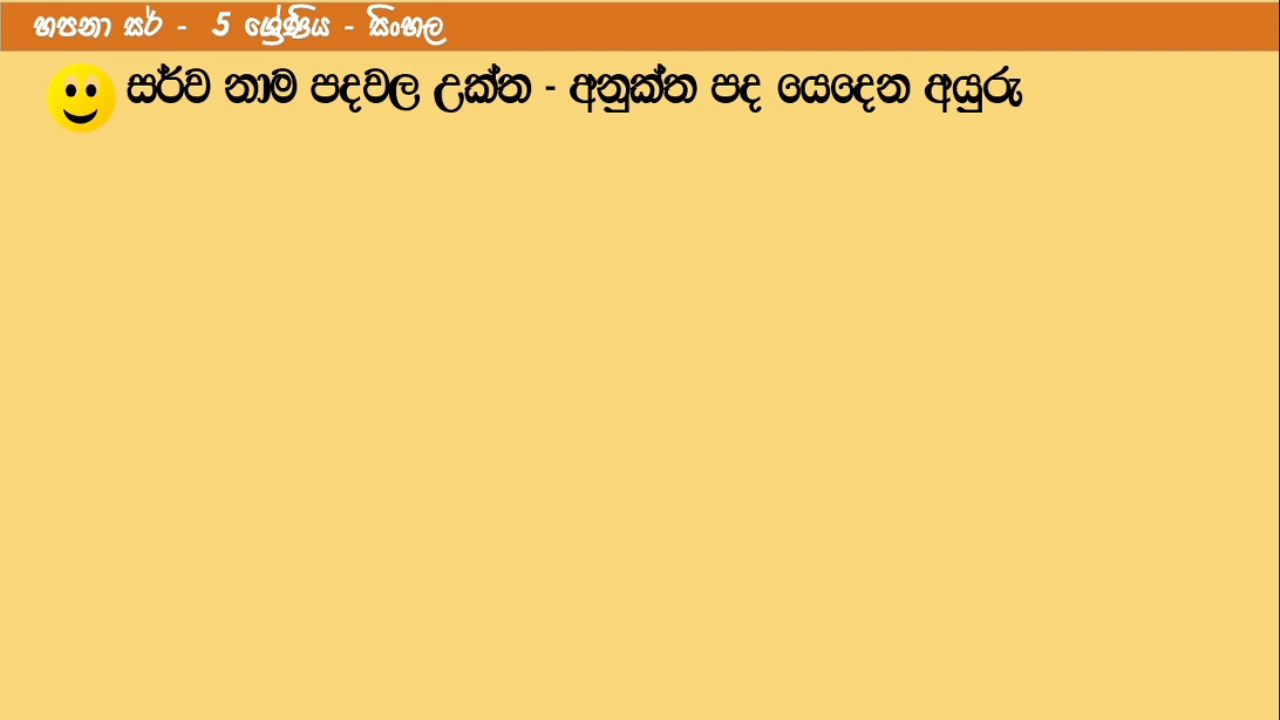 හපනා සර් - 5 ශ්‍රේණිය - සිංහල
සර්ව නාම පදවල උක්ත - අනුක්ත පද යෙදෙන අයුරු